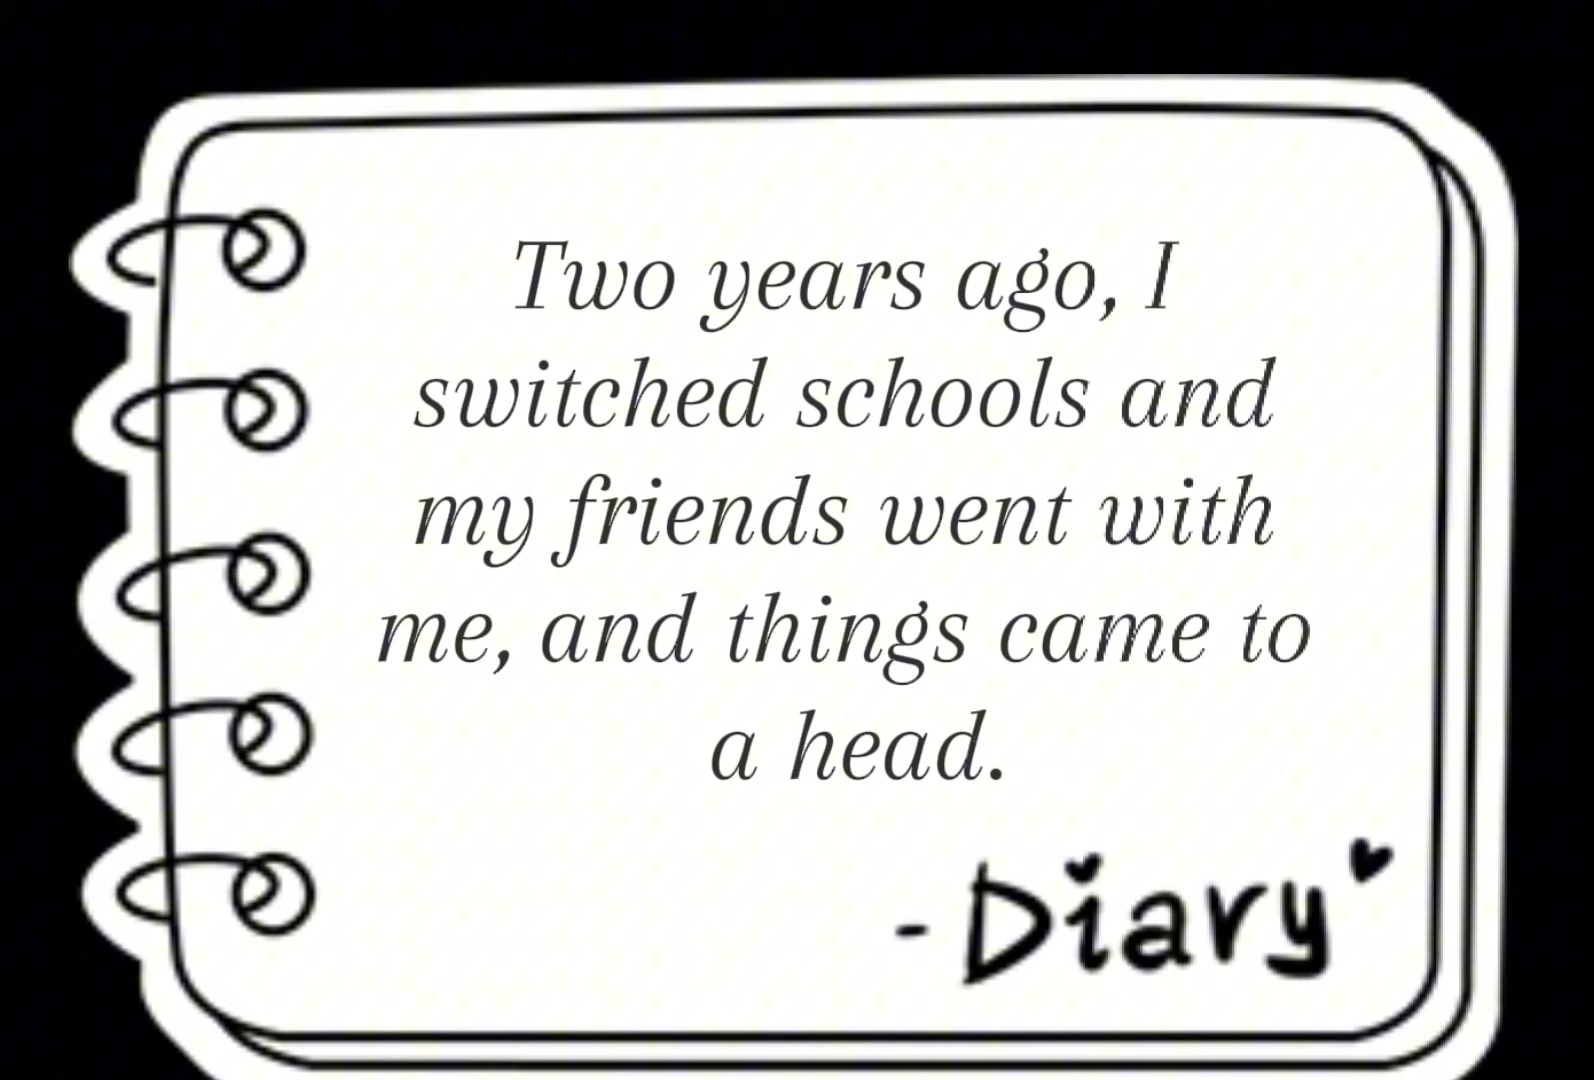 Two years ago, I
switched schools and
my friends went with
me, and things came to
a head.
- Diary